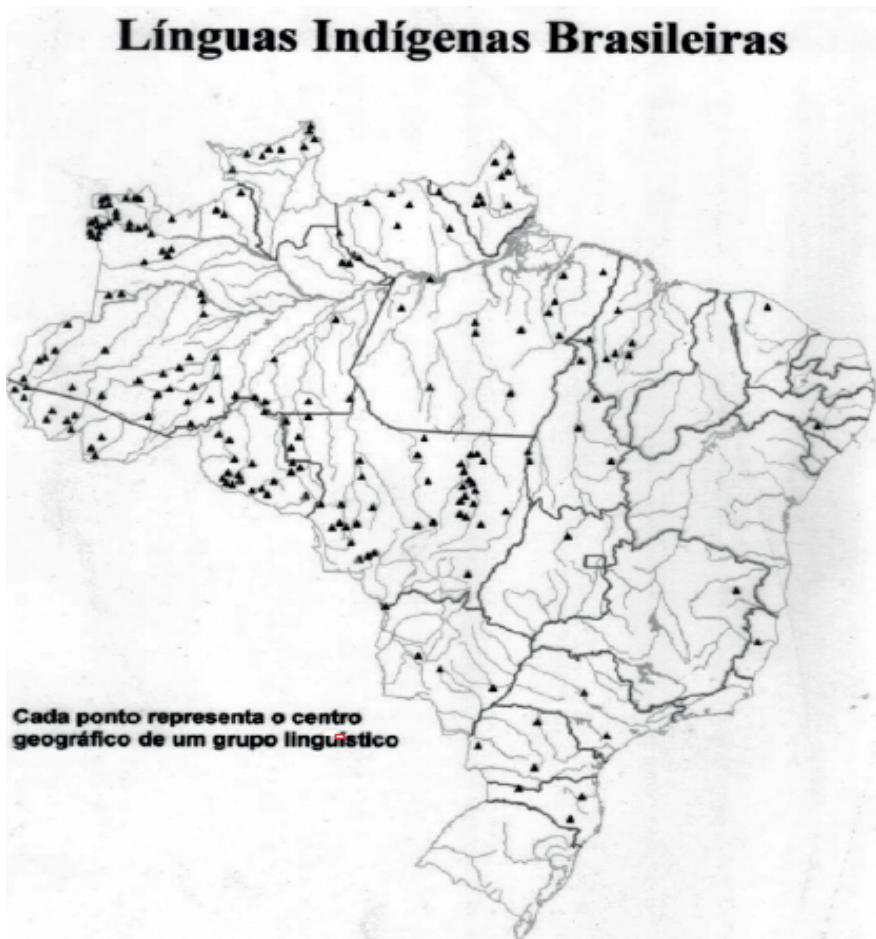 Línguas Indígenas Brasileiras
Cada ponto representa o centro
geográfico de um grupo linguístico